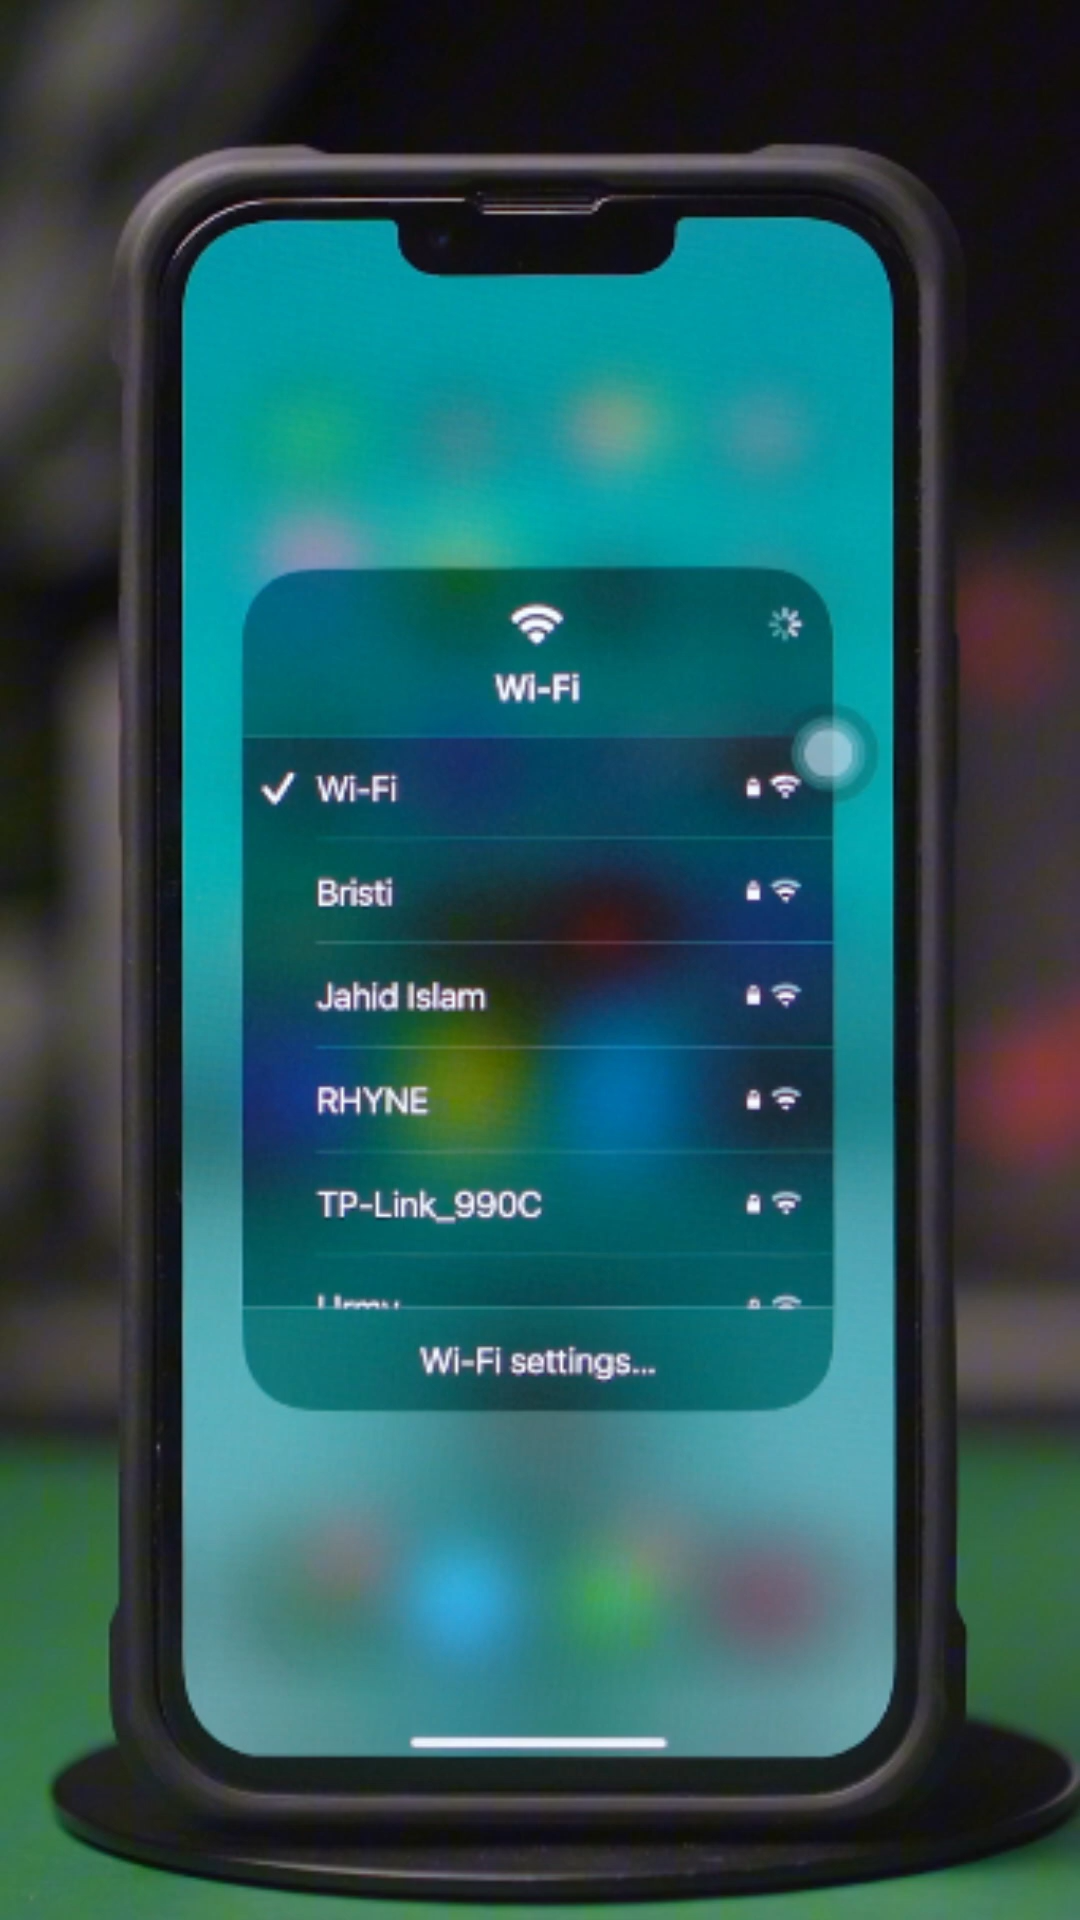 Wi-Fi
Wi-Fi
Bristi
Jahid Islam
RHYNE
TP-Link_990C
Wi-Fi settings...